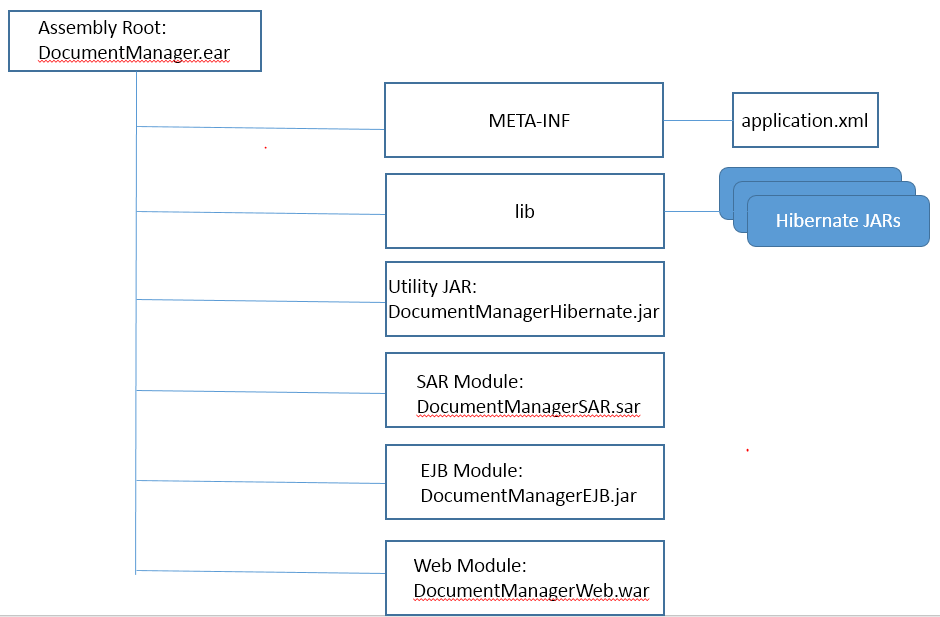 Assembly Root:
DocumentManager.ear
META-INF
application.xml
lib
Hibernate JARs
Utility JAR:
DocumentManagerHibernate.jar
SAR Module:
DocumentManagerSAR.sar
EJB Module:
DocumentManagerEJB.jar
Web Module:
DocumentManagerWeb.war